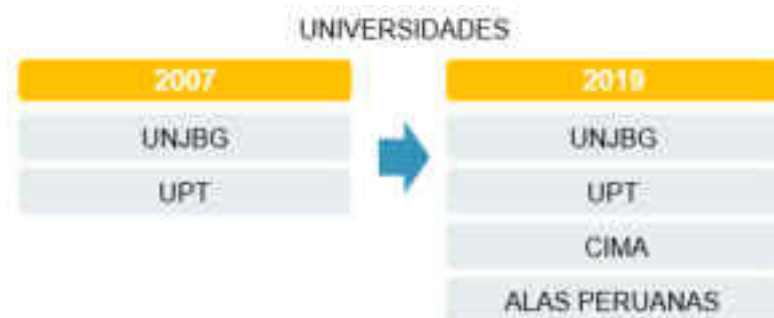 UNIVERSIDADES
2007
UNJBG
UPT
2019
UNJBG
UPT
CIMA
ALAS PERUANAS